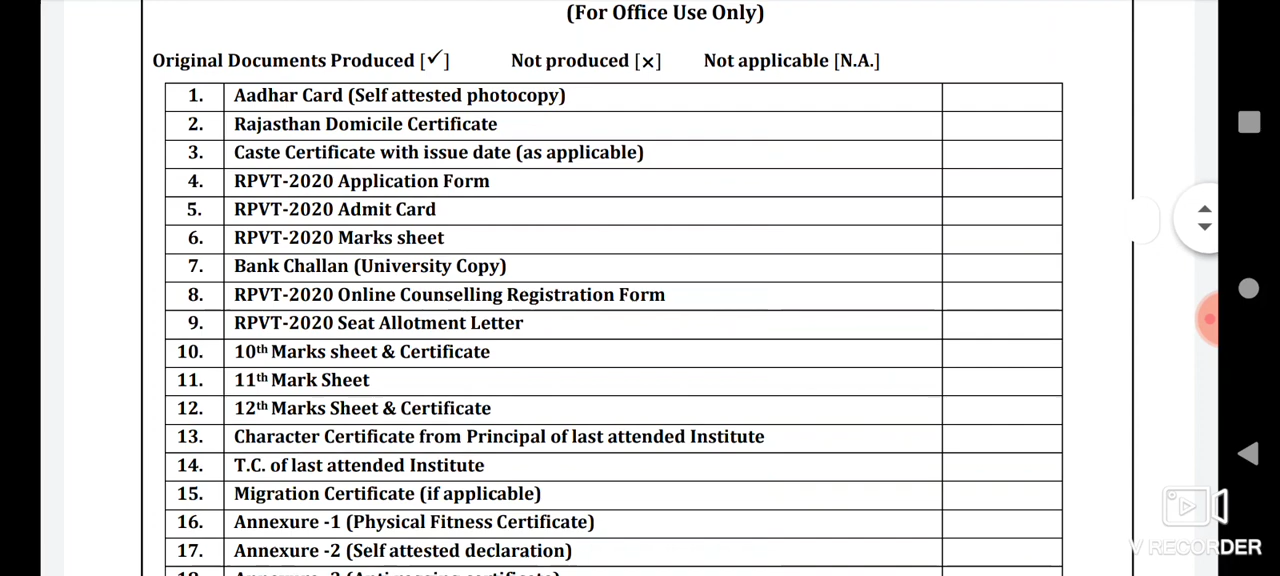 (For Office Use Only)
Original Documents Produced [✓] Not produced [×] Not applicable [N.A.]
1. Aadhar Card (Self attested photocopy)
2. Rajasthan Domicile Certificate
3. Caste Certificate with issue date (as applicable)
4. RPVT-2020 Application Form
5. RPVT-2020 Admit Card
6. RPVT-2020 Marks sheet
7. Bank Challan (University Copy)
8. RPVT-2020 Online Counselling Registration Form
9. RPVT-2020 Seat Allotment Letter
10. 10th Marks sheet & Certificate
11. 11th Mark Sheet
12. 12th Marks Sheet & Certificate
13. Character Certificate from Principal of last attended Institute
14. T.C. of last attended Institute
15. Migration Certificate (if applicable)
16. Annexure -1 (Physical Fitness Certificate)
17. Annexure -2 (Self attested declaration)
V RECORDER